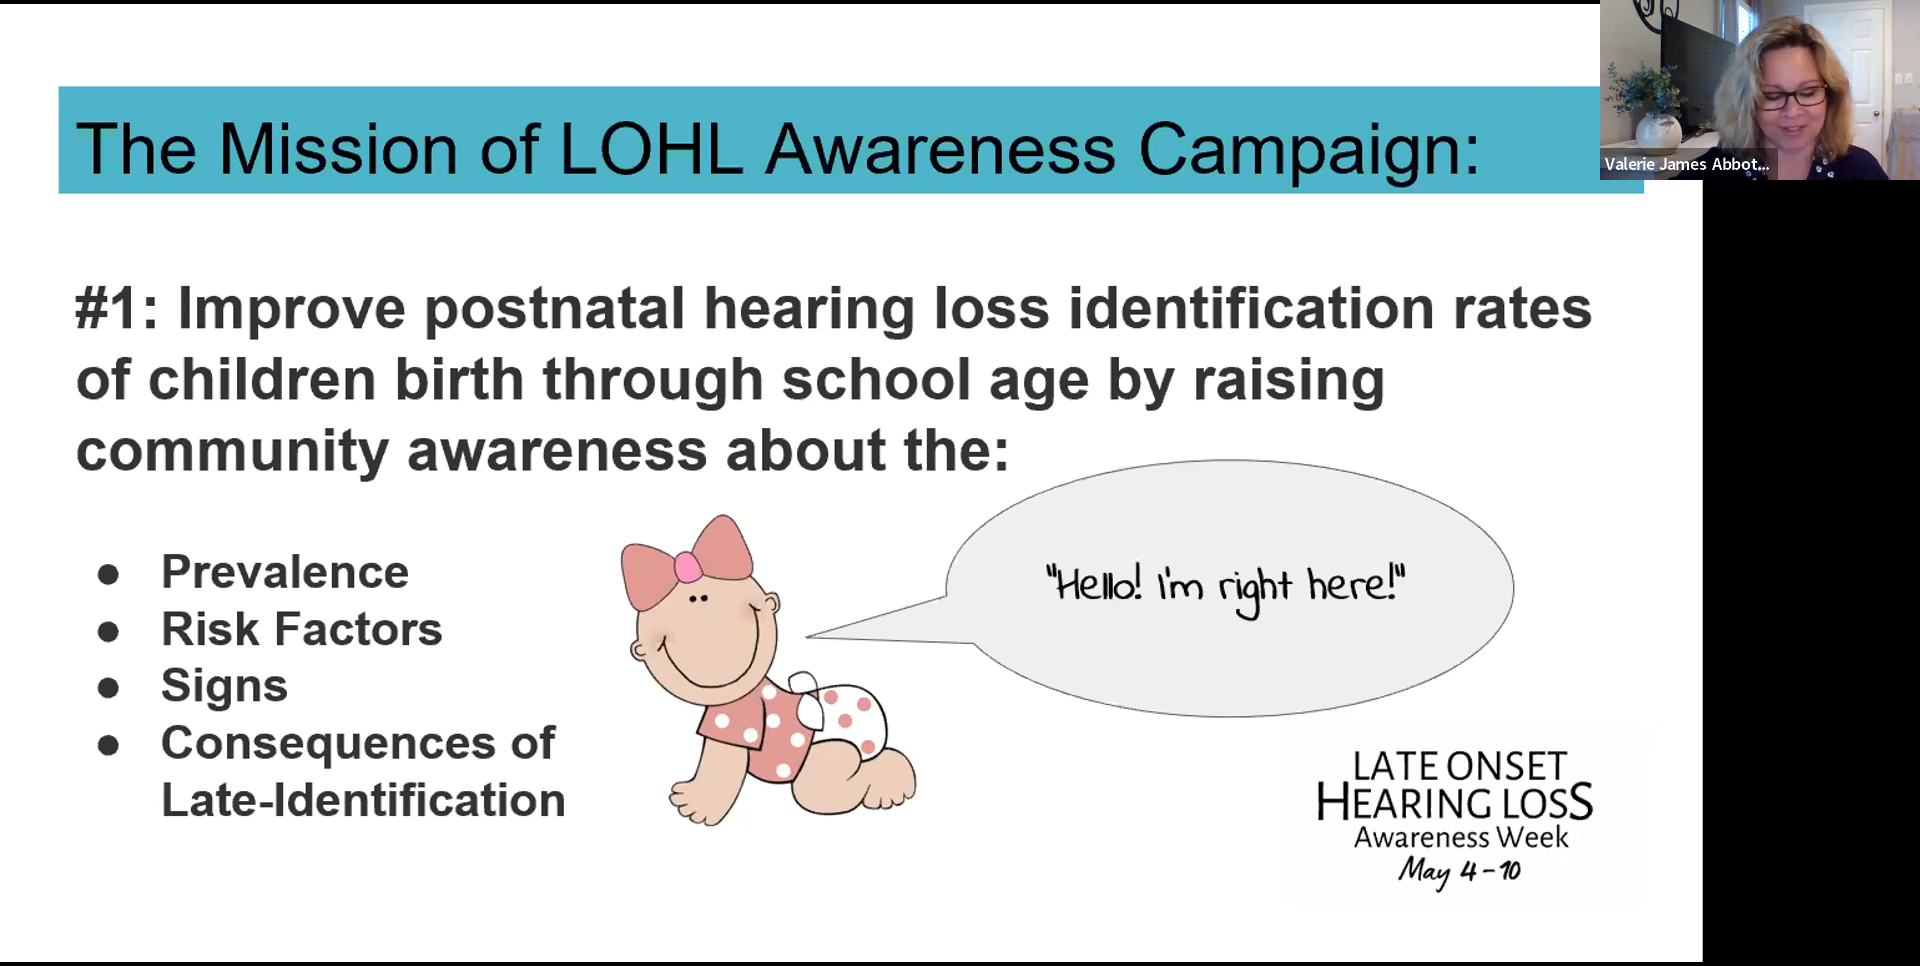 The Mission of LOHL Awareness Campaign:
Valerie James Abbot...
#1: Improve postnatal hearing loss identification rates
of children birth through school age by raising
community awareness about the:
● Prevalence
● Risk Factors
● Signs
● Consequences of
Late-Identification
"Hello! I'm right here!"
LATE ONSET
HEARING LOSS
Awareness Week
May 4-10